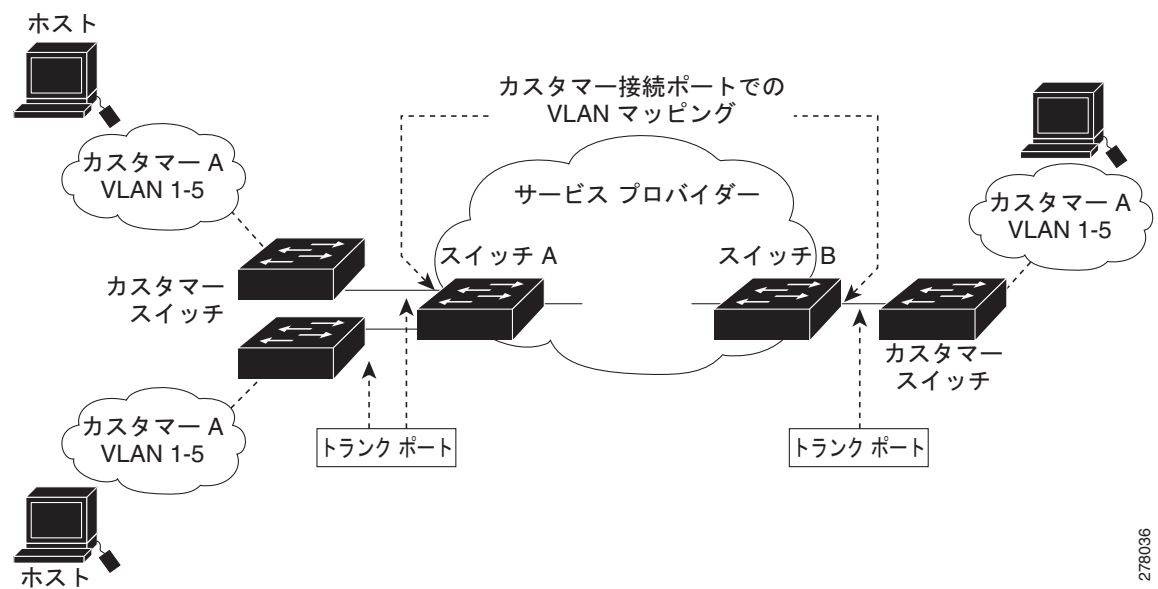 ホスト
カスタマー接続ポートでの
VLAN マッピング
カスタマー A
VLAN 1-5
サービス プロバイダー
カスタマー A
VLAN 1-5
スイッチ A
スイッチ B
カスタマー
スイッチ
カスタマー
スイッチ
カスタマー A
VLAN 1-5
トランク ポート
トランク ポート
ホスト
278036